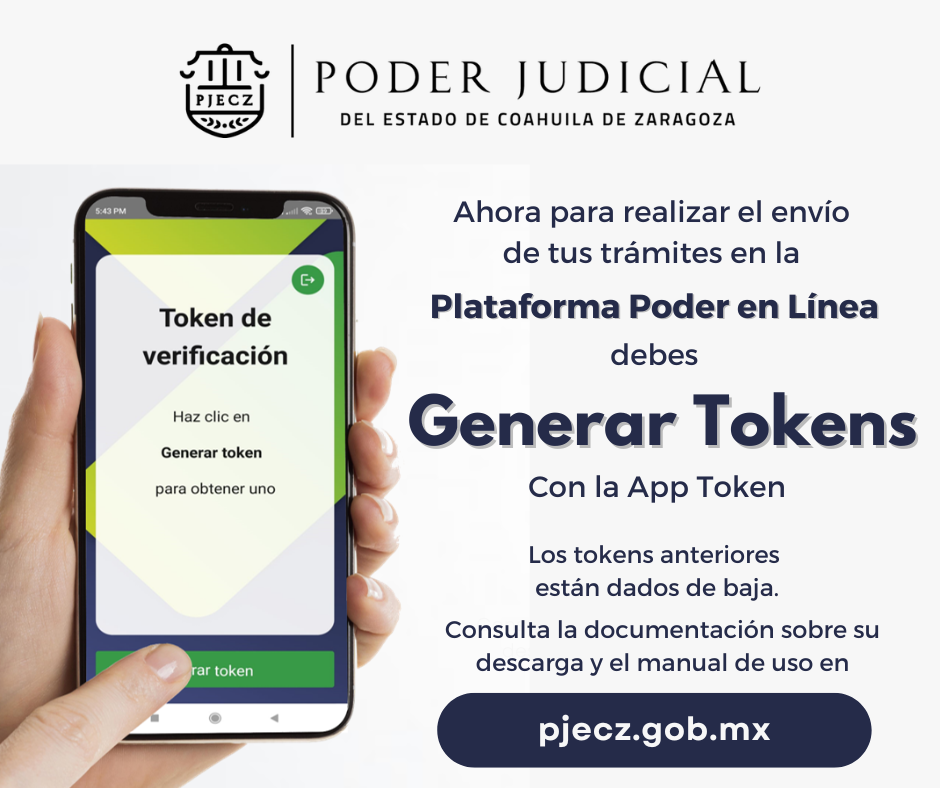 PJECZ
PODER JUDICIAL
DEL ESTADO DE COAHUILA DE ZARAGOZA
5:43 PM
Token de
verificación
Haz clic en
Generar token
para obtener uno
rar token
Ahora para realizar el envío
de tus trámites en la
Plataforma Poder en Línea
debes
Generar Tokens
Con la App Token
Los tokens anteriores
están dados de baja.
Consulta la documentación sobre su
descarga y el manual de uso en
pjecz.gob.mx